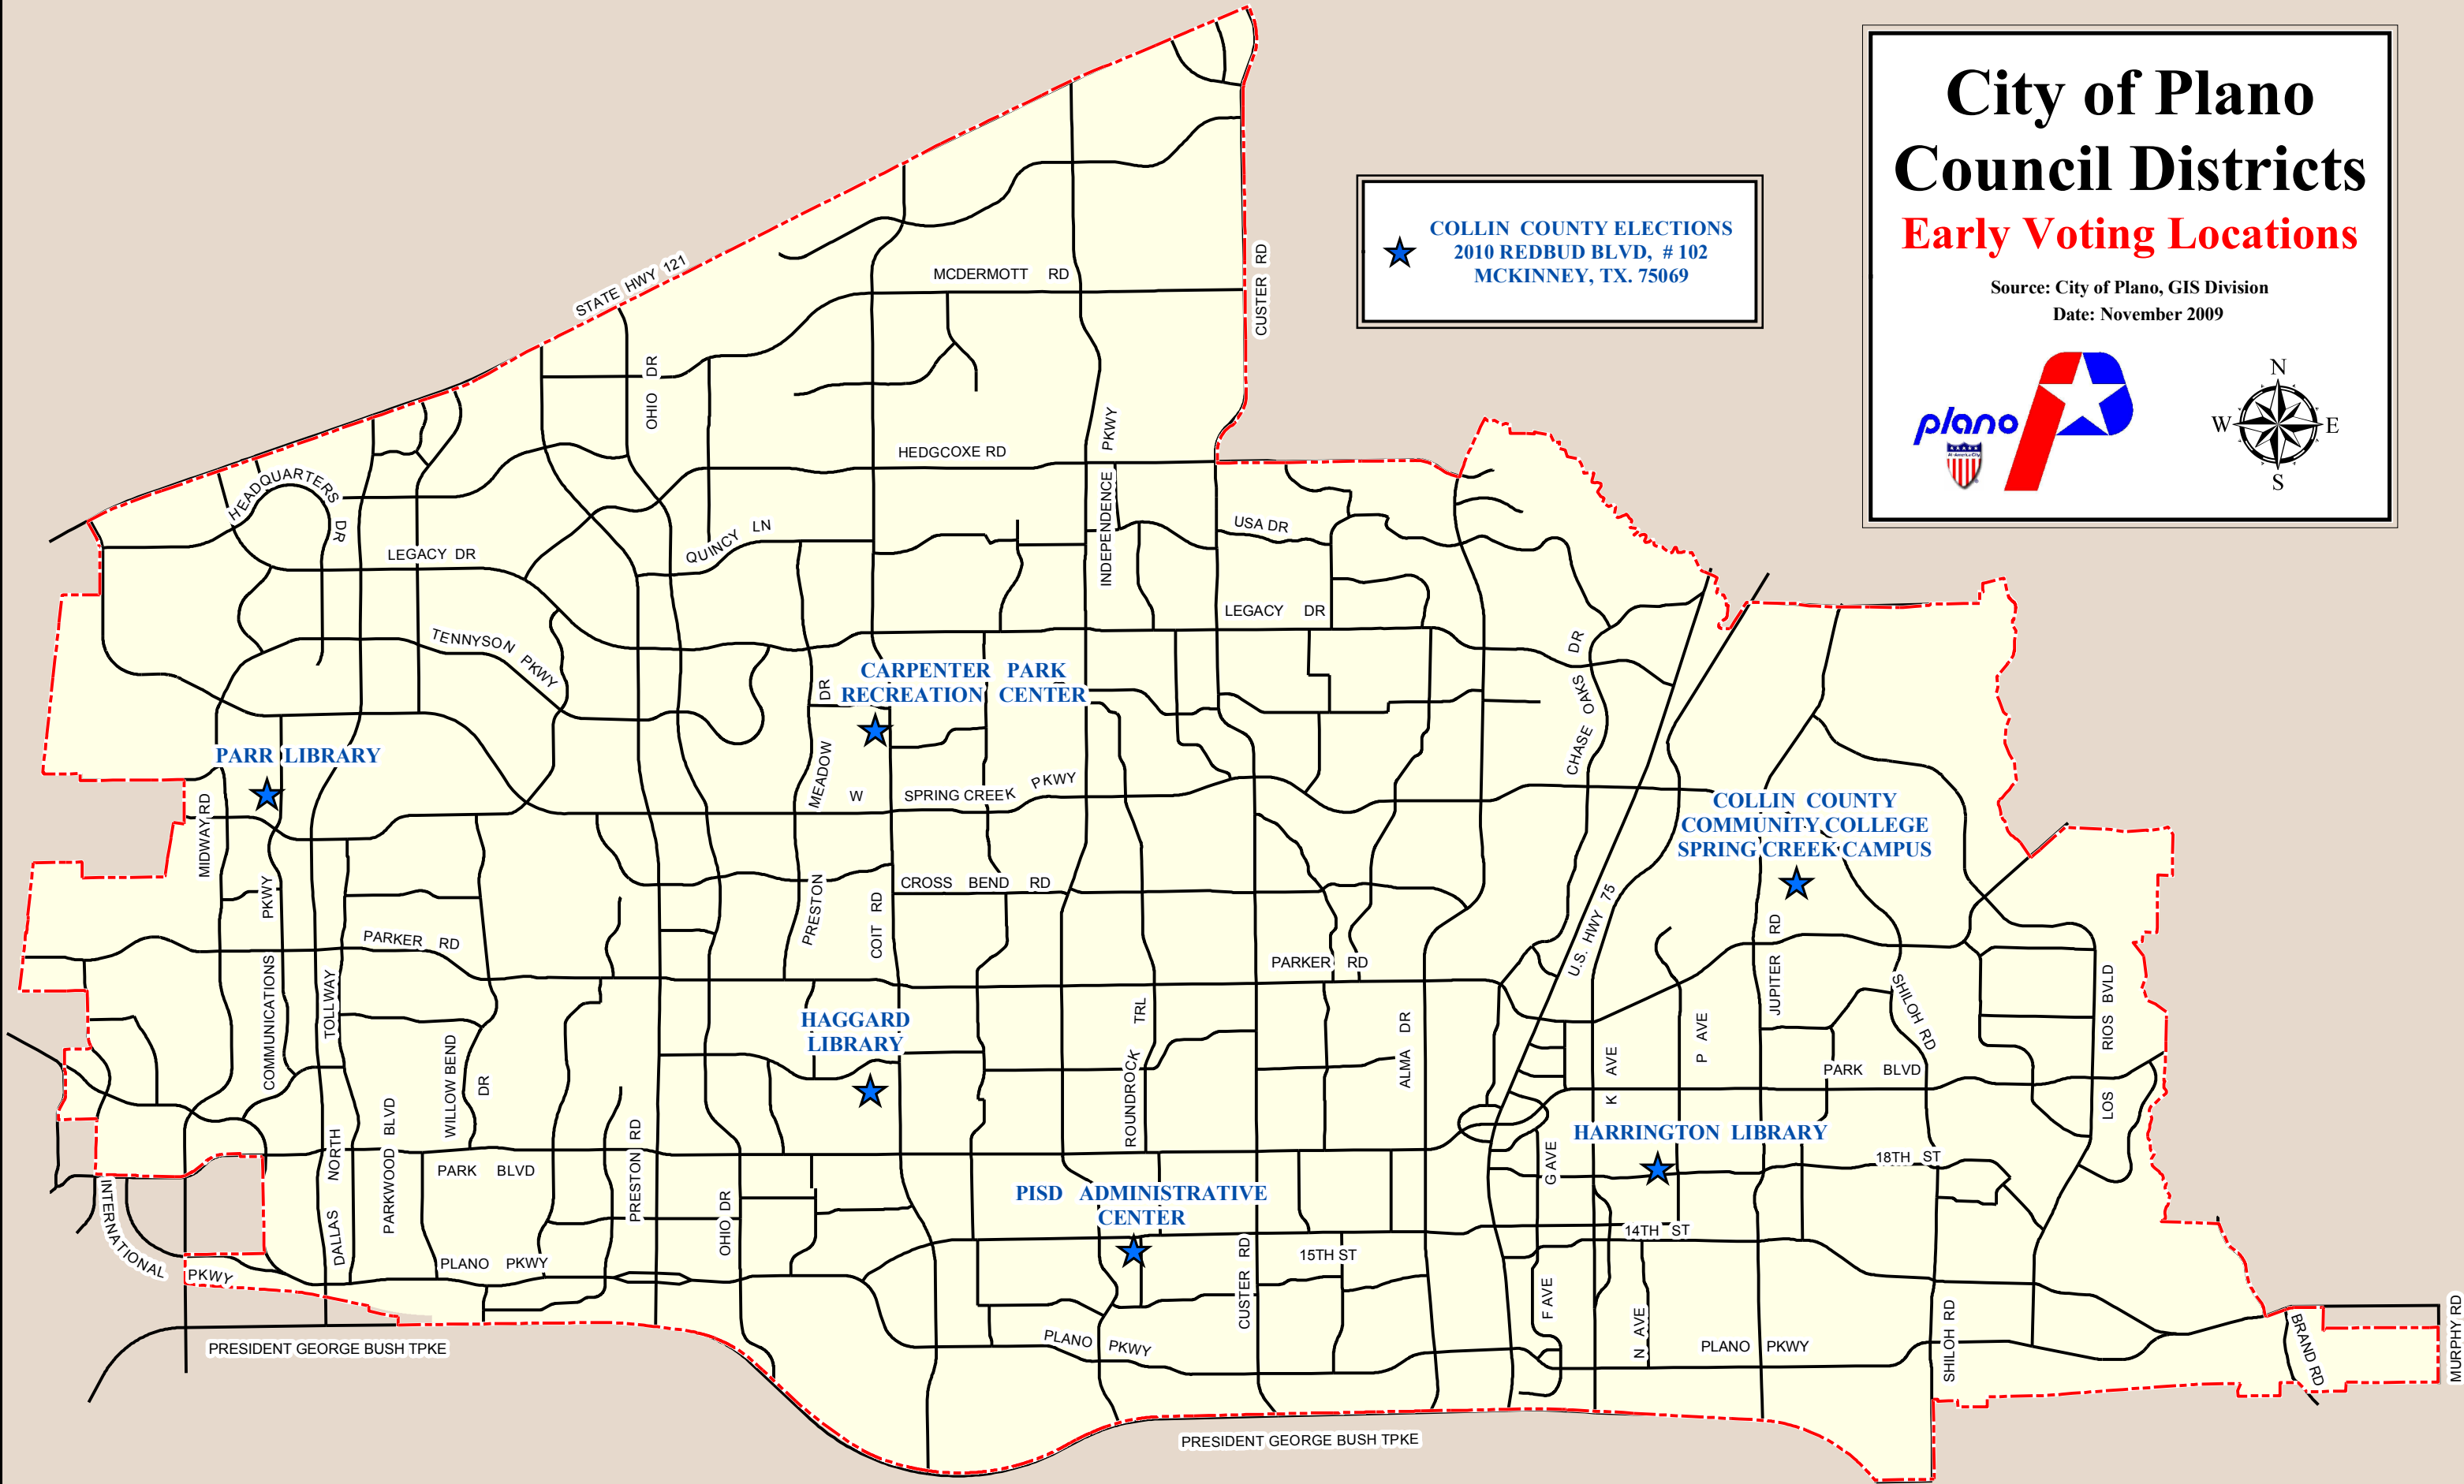 City of Plano
Council Districts
Early Voting Locations
Source: City of Plano, GIS Division
Date: November 2009
plano
N
W
E
S
COLLIN COUNTY ELECTIONS
2010 REDBUD BLVD, # 102
MCKINNEY, TX. 75069
STATE HWY 121
MCDERMOTT RD
CUSTER RD
OHIO DR
HEDGCOXE RD
INDEPENDENCE PKWY
HEADQUARTERS DR
LEGACY DR
QUINCY LN
USA DR
LEGACY DR
TENNYSON PKWY
CARPENTER PARK
RECREATION CENTER
CHASE OAKS DR
PARR LIBRARY
MEADOW DR
W SPRING CREEK PKWY
MIDWAY RD
COLLIN COUNTY
COMMUNITY COLLEGE
SPRING CREEK CAMPUS
CROSS BEND RD
PRESTON
COIT RD
U.S. HWY 75
COMMUNICATIONS PKWY
PARKER RD
PARKER RD
JUPITER RD
SHILOH RD
LOS RIOS BVLD
DALLAS NORTH TOLLWAY
HAGGARD
LIBRARY
ROUNDROCK TRL
ALMA DR
K AVE
P AVE
PARK BLVD
WILLOW BEND DR
PARKWOOD BLVD
PRESTON RD
HARRINGTON LIBRARY
G AVE
18TH ST
PARK BLVD
INTERNATIONAL PKWY
OHIO DR
PISD ADMINISTRATIVE
CENTER
14TH ST
15TH ST
CUSTER RD
PLANO PKWY
F AVE
N AVE
PLANO PKWY
PLANO PKWY
SHILOH RD
BRAND RD
MURPHY RD
PRESIDENT GEORGE BUSH TPKE
PRESIDENT GEORGE BUSH TPKE